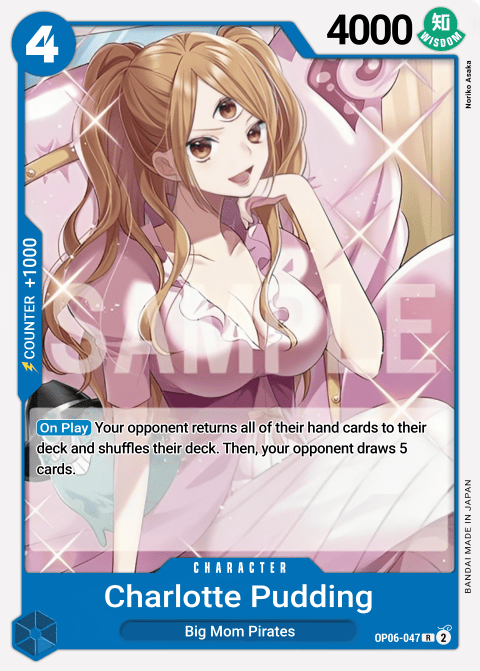 4
4000
知
WISDOM
Noriko Asaka
COUNTER +1000
SAMPLE
On Play Your opponent returns all of their hand cards to their
deck and shuffles their deck. Then, your opponent draws 5
cards.
BANDAI MADE IN JAPAN
CHARACTER
Charlotte Pudding
Big Mom Pirates
OP06-047 R 2